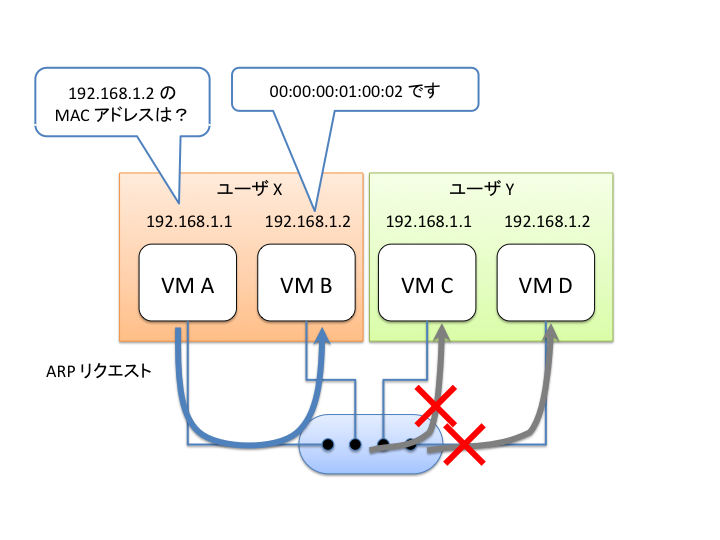 192.168.1.2 の
MAC アドレスは？
00:00:00:01:00:02 です
ユーザ X
ユーザ Y
192.168.1.1
192.168.1.2
192.168.1.1
192.168.1.2
VM A
VM B
VM C
VM D
ARP リクエスト